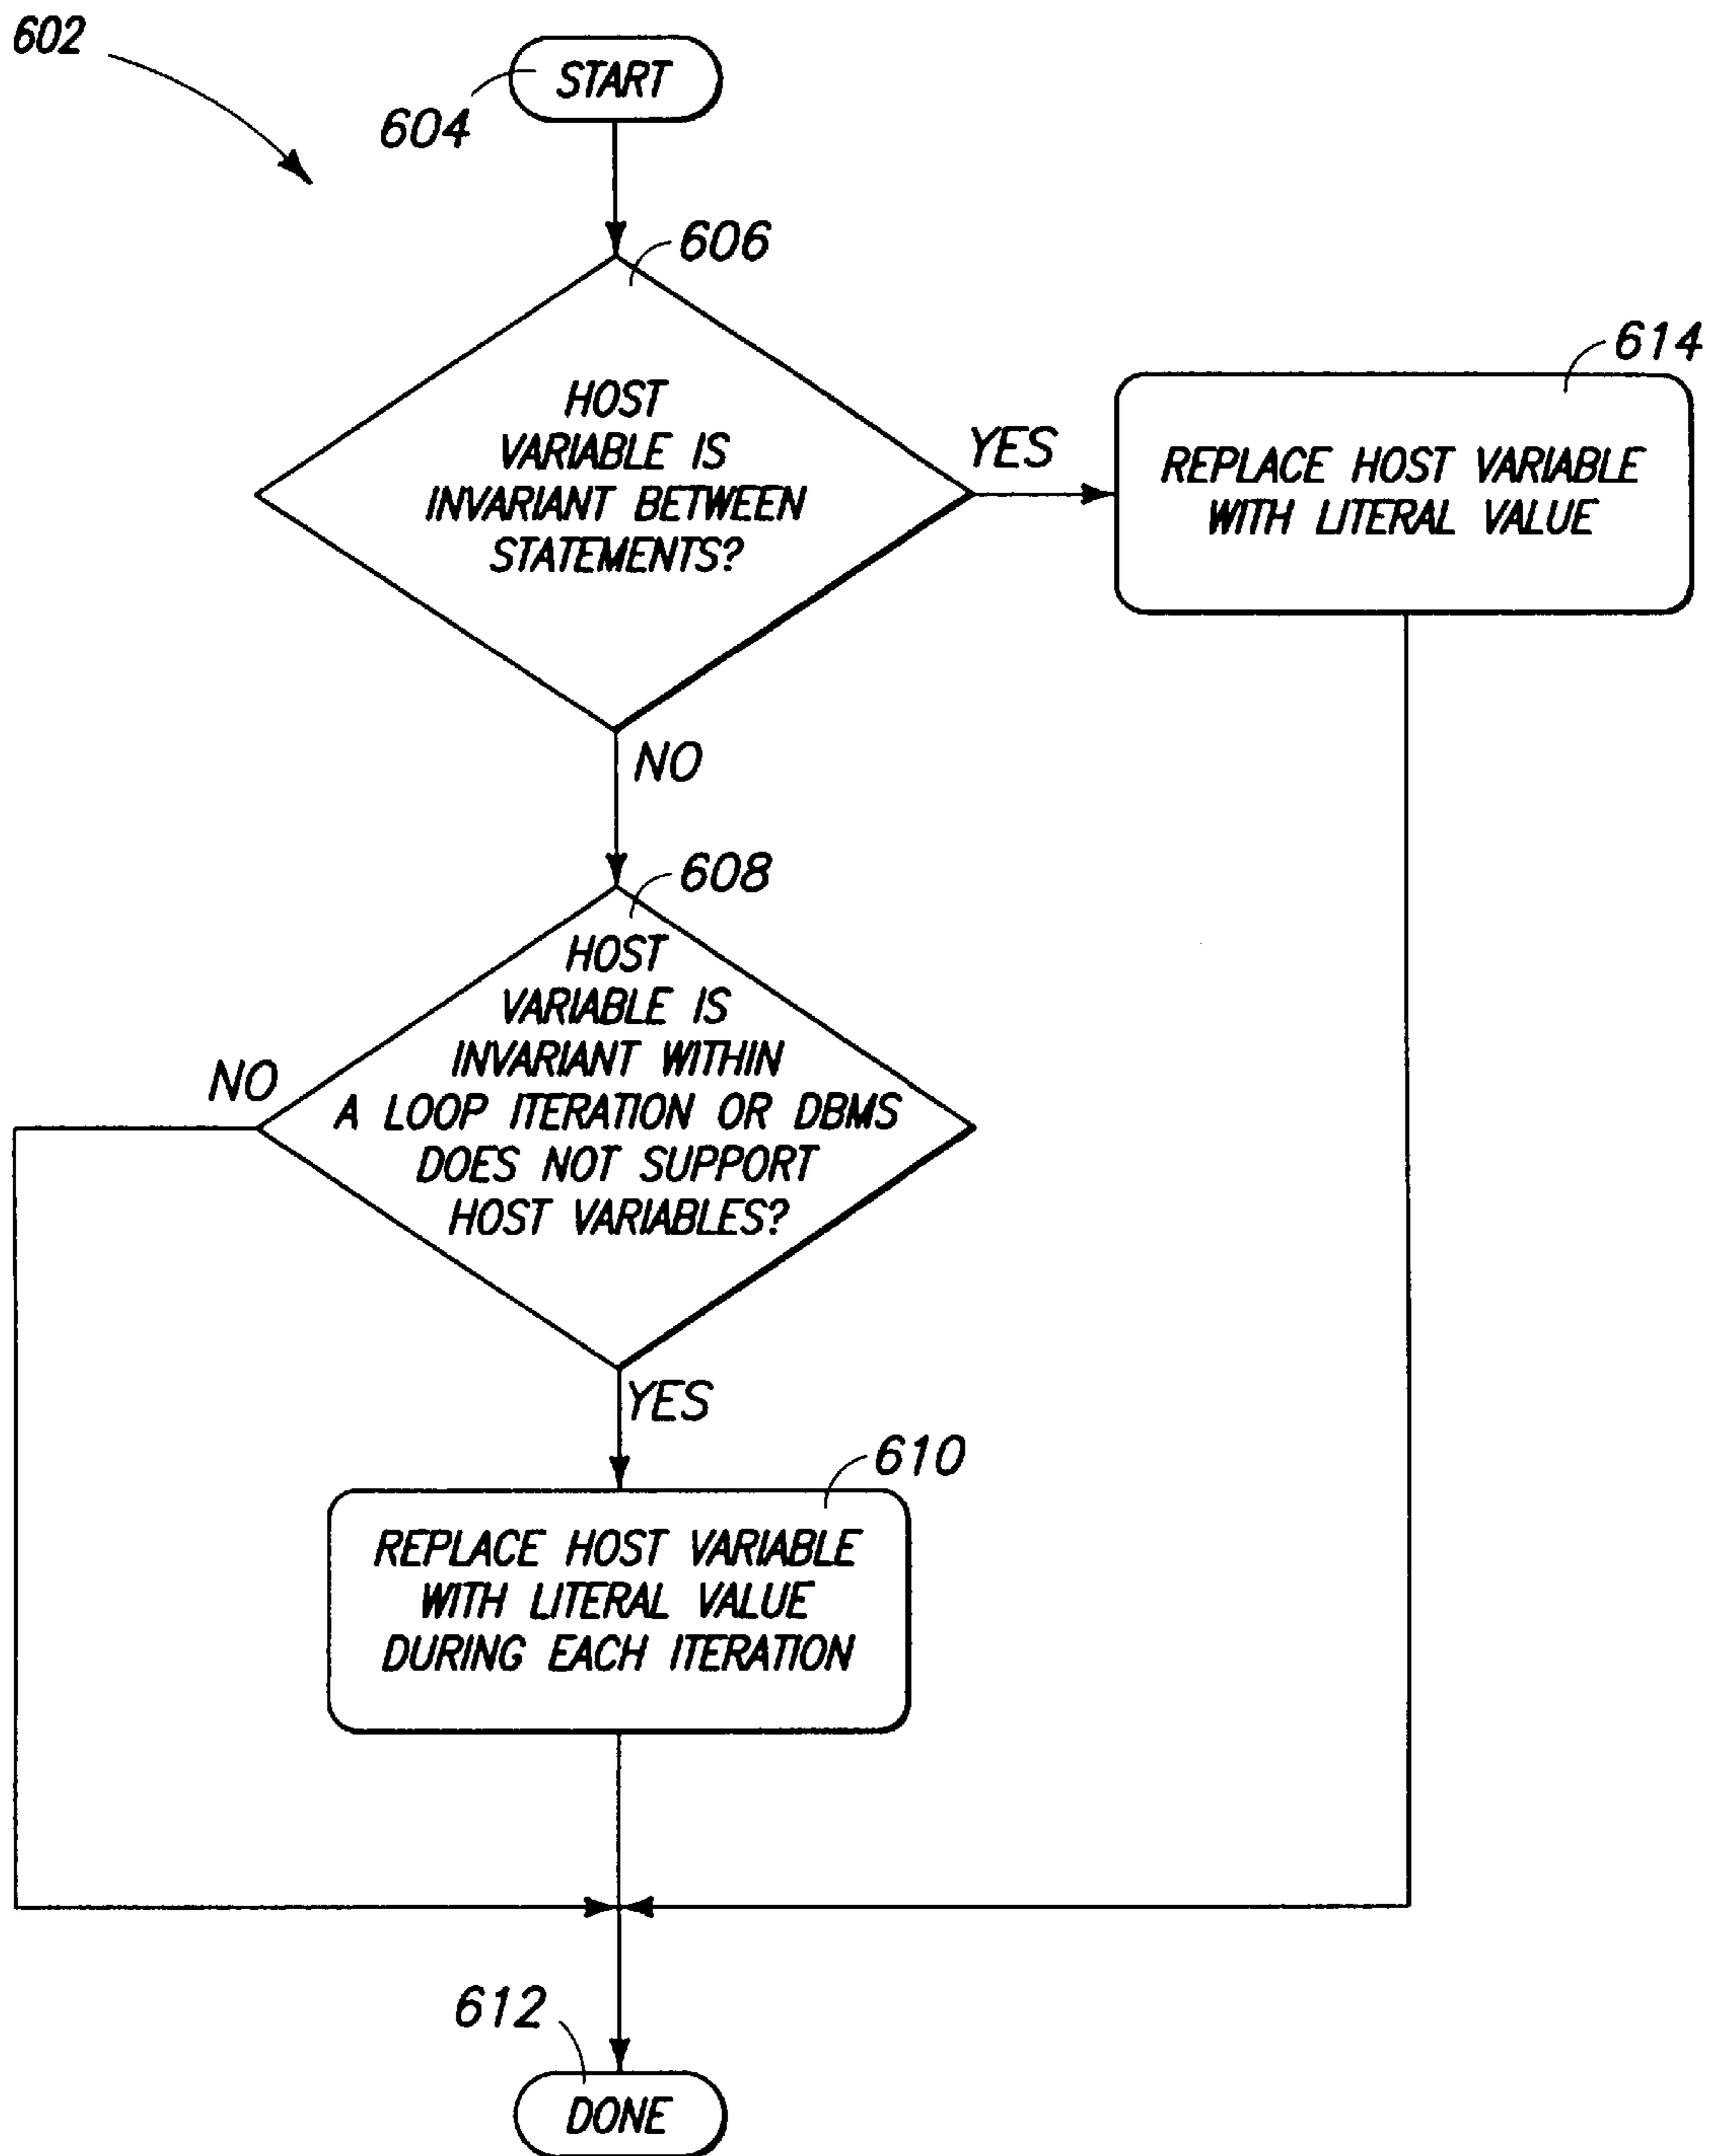 602
START
604
606
HOST
VARIABLE IS
INVARIANT BETWEEN
STATEMENTS?
YES
614
REPLACE HOST VARIABLE
WITH LITERAL VALUE
NO
608
HOST
VARIABLE IS
INVARIANT WITHIN
A LOOP ITERATION OR DBMS
DOES NOT SUPPORT
HOST VARIABLES?
NO
YES
610
REPLACE HOST VARIABLE
WITH LITERAL VALUE
DURING EACH ITERATION
612
DONE